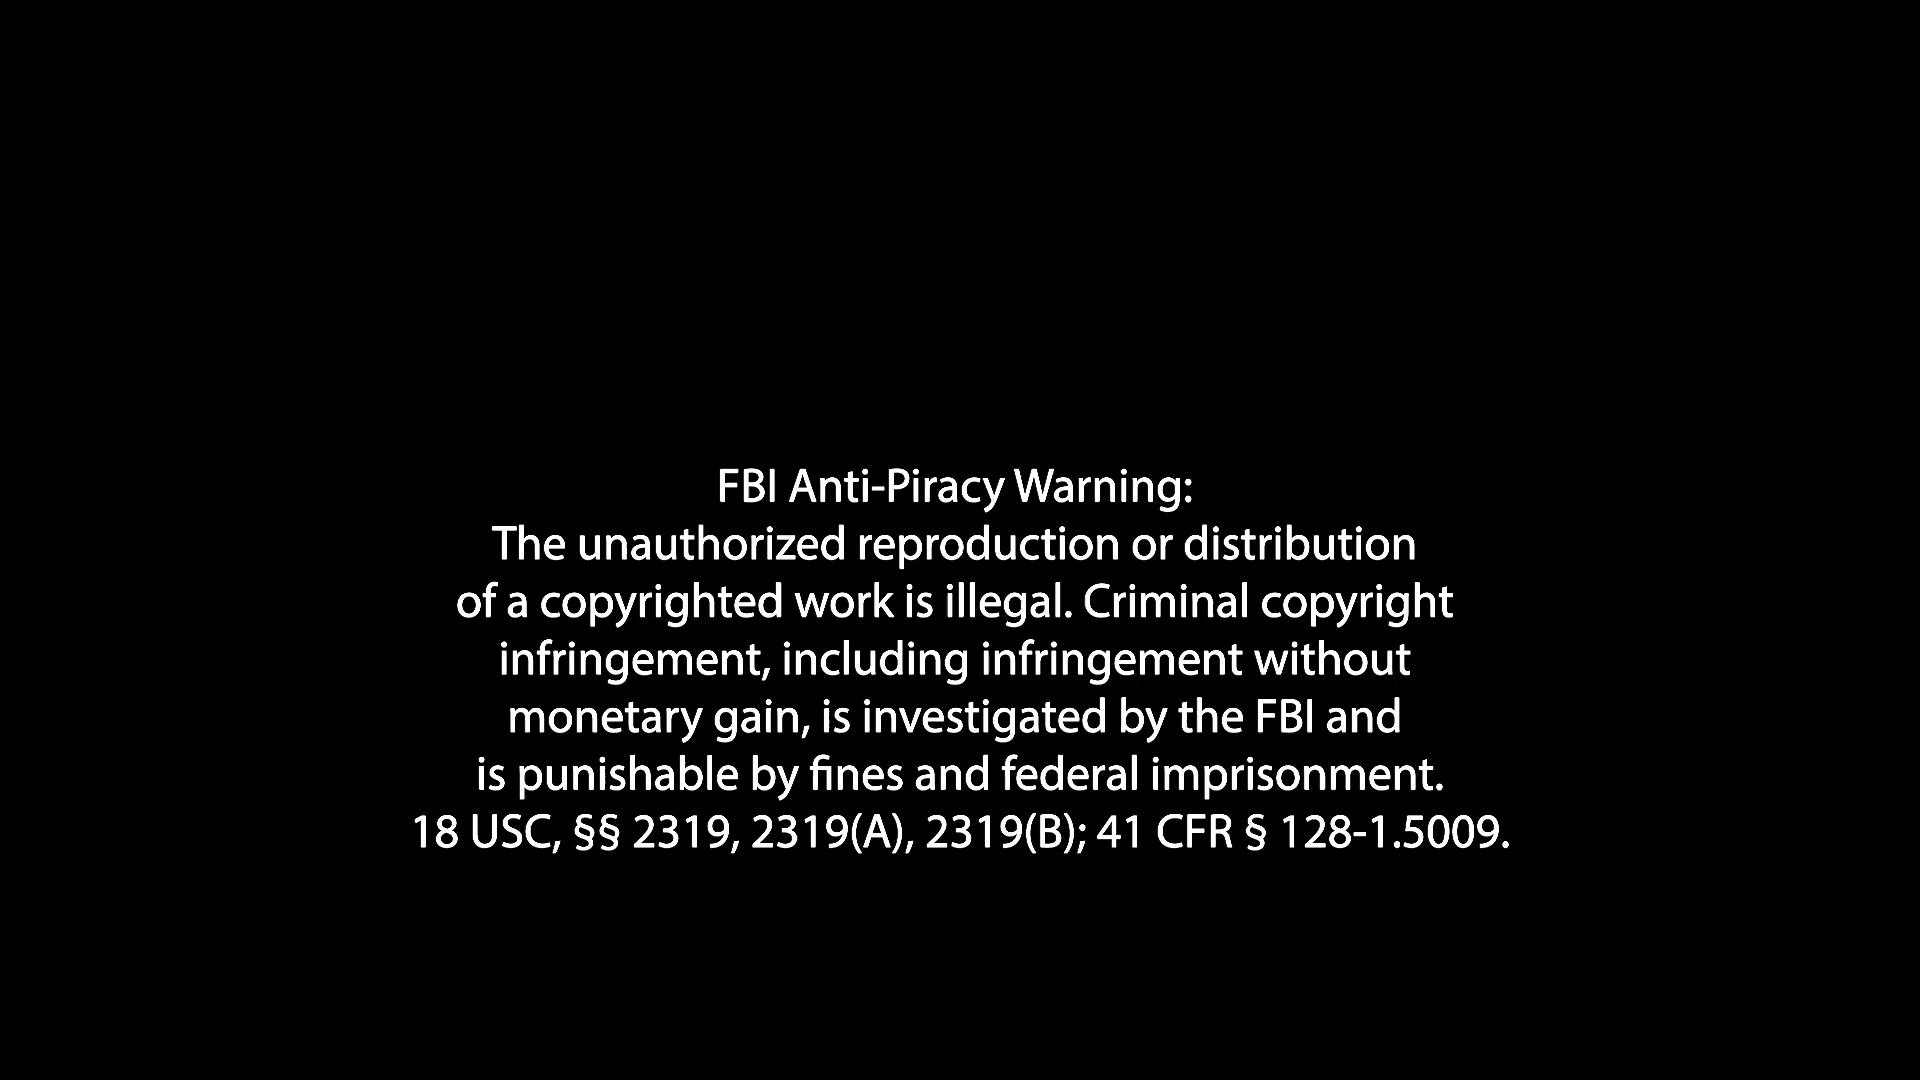 FBI Anti-Piracy Warning:
The unauthorized reproduction or distribution
of a copyrighted work is illegal. Criminal copyright
infringement, including infringement without
monetary gain, is investigated by the FBI and
is punishable by fines and federal imprisonment.
18 USC, §§ 2319, 2319(A), 2319(B); 41 CFR § 128-1.5009.